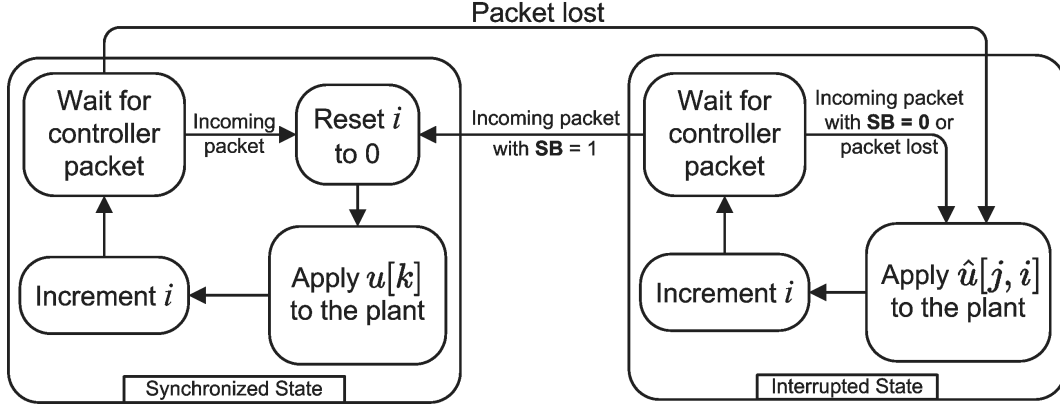 Packet lost
Wait for
controller
packet
Incoming
packet
Reset i
to 0
Apply u[k]
to the plant
Increment i
Synchronized State
Incoming packet
with SB = 1
Wait for
controller
packet
Incoming packet
with SB = 0 or
packet lost
Apply û[j, i]
to the plant
Increment i
Interrupted State